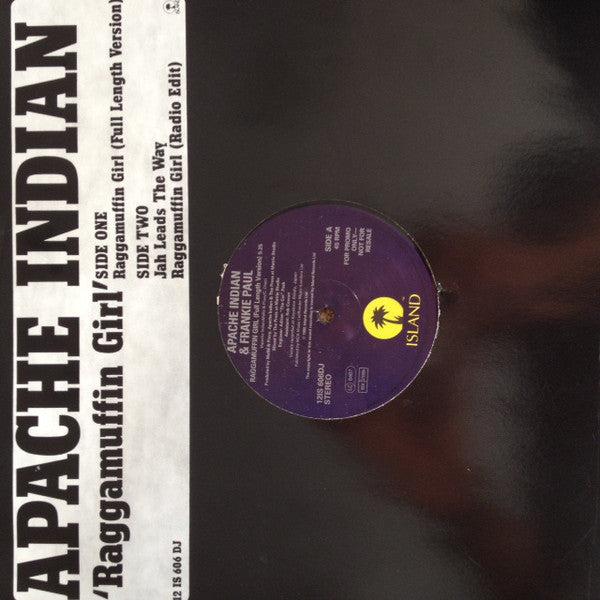 APACHE INDIAN
'Raggamuffin Girl'
SIDE ONE
Raggamuffin Girl (Full Length Version)
SIDE TWO
Jah Leads The Way
Raggamuffin Girl (Radio Edit)
12 IS 606 DJ
APACHE INDIAN
& FRANKIE PAUL
RAGGAMUFFIN GIRL (Full Length Version) 6.25
12IS 606DJ
STEREO
SIDE A
45 RPM
FOR PROMO
ONLY—
NOT FOR
RESALE
ISLAND